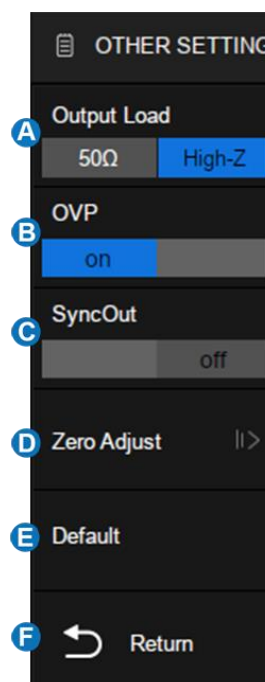 OTHER SETTING
A
Output Load
50Ω High-Z
B
OVP
on
C
SyncOut
off
D
Zero Adjust
E
Default
F
Return